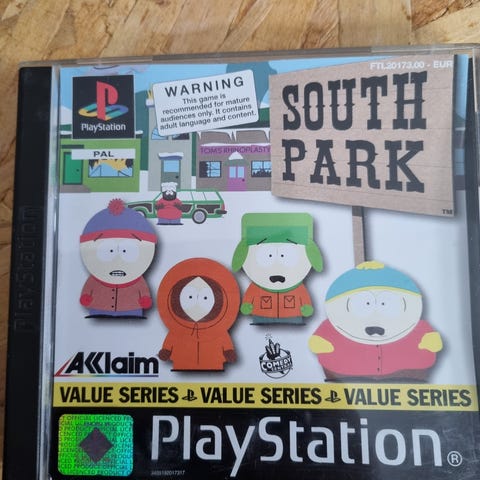 FTL20173.00 - EUR
PlayStation
PAL
WARNING
This game is
recommended for mature
audiences only. It contains
adult language and content.
TOM'S RHINOPLASTY
SOUTH
PARK
TM
PlayStation
AKklaim
COMEDY
VALUE SERIES VALUE SERIES VALUE SERIES
PlayStation®